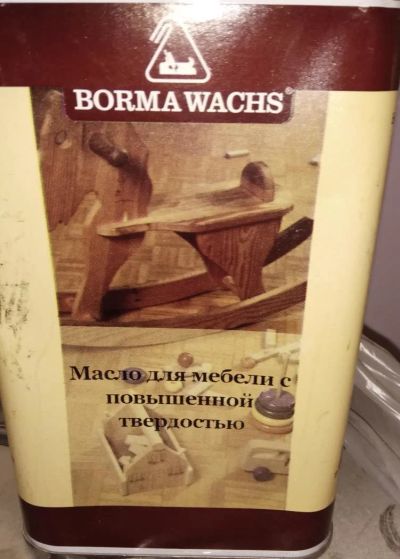 BORMA WACHS®
Масло для мебели с
повышенной
твердостью